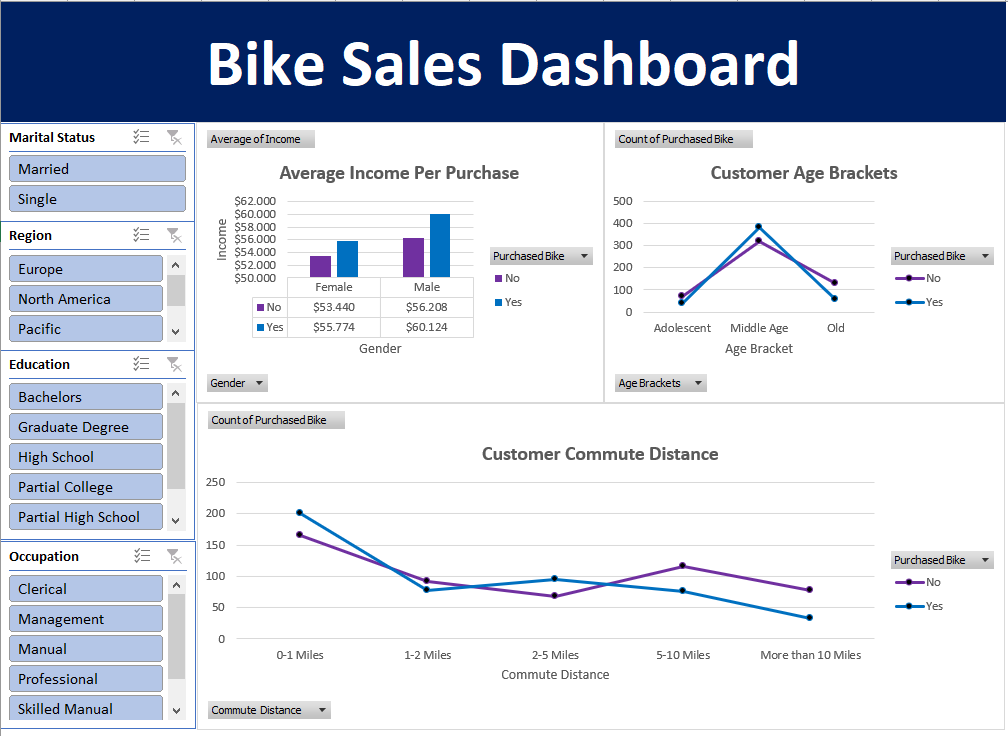 Bike Sales Dashboard
Marital Status
Married
Single
Region
Europe
North America
Pacific
Education
Bachelors
Graduate Degree
High School
Partial College
Partial High School
Occupation
Clerical
Management
Manual
Professional
Skilled Manual
Average of Income
Average Income Per Purchase
Income
$62.000
$60.000
$58.000
$56.000
$54.000
$52.000
$50.000
Female Male
No $53.440 $56.208
Yes $55.774 $60.124
Gender
Purchased Bike
No
Yes
Gender
Count of Purchased Bike
Customer Age Brackets
500
400
300
200
100
0
Adolescent Middle Age Old
Age Bracket
Purchased Bike
No
Yes
Age Brackets
Count of Purchased Bike
Customer Commute Distance
250
200
150
100
50
0
0-1 Miles 1-2 Miles 2-5 Miles 5-10 Miles More than 10 Miles
Commute Distance
Purchased Bike
No
Yes
Commute Distance